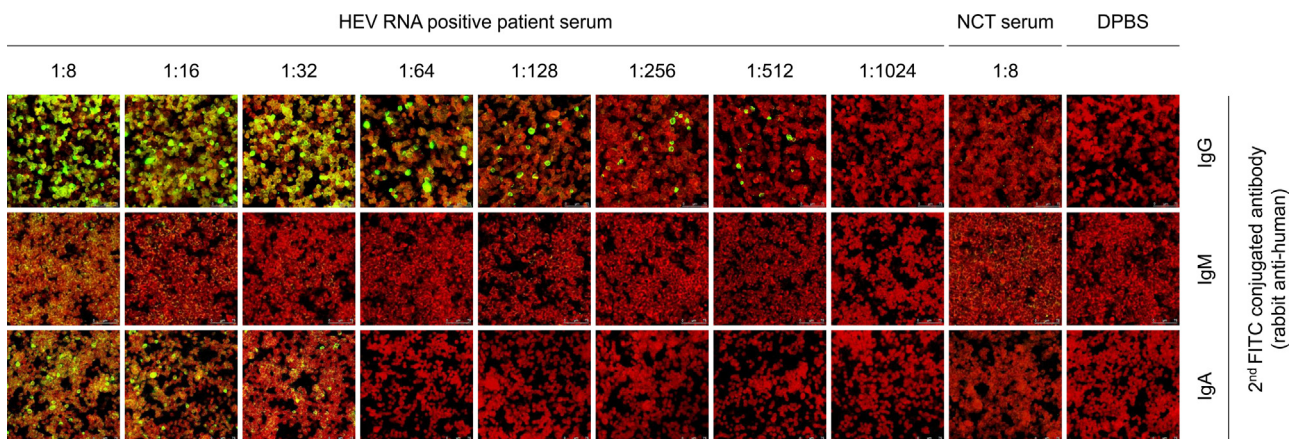 HEV RNA positive patient serum
NCT serum
DPBS
1:8
1:16
1:32
1:64
1:128
1:256
1:512
1:1024
1:8
IgG
IgM
IgA
2nd FITC conjugated antibody
(rabbit anti-human)